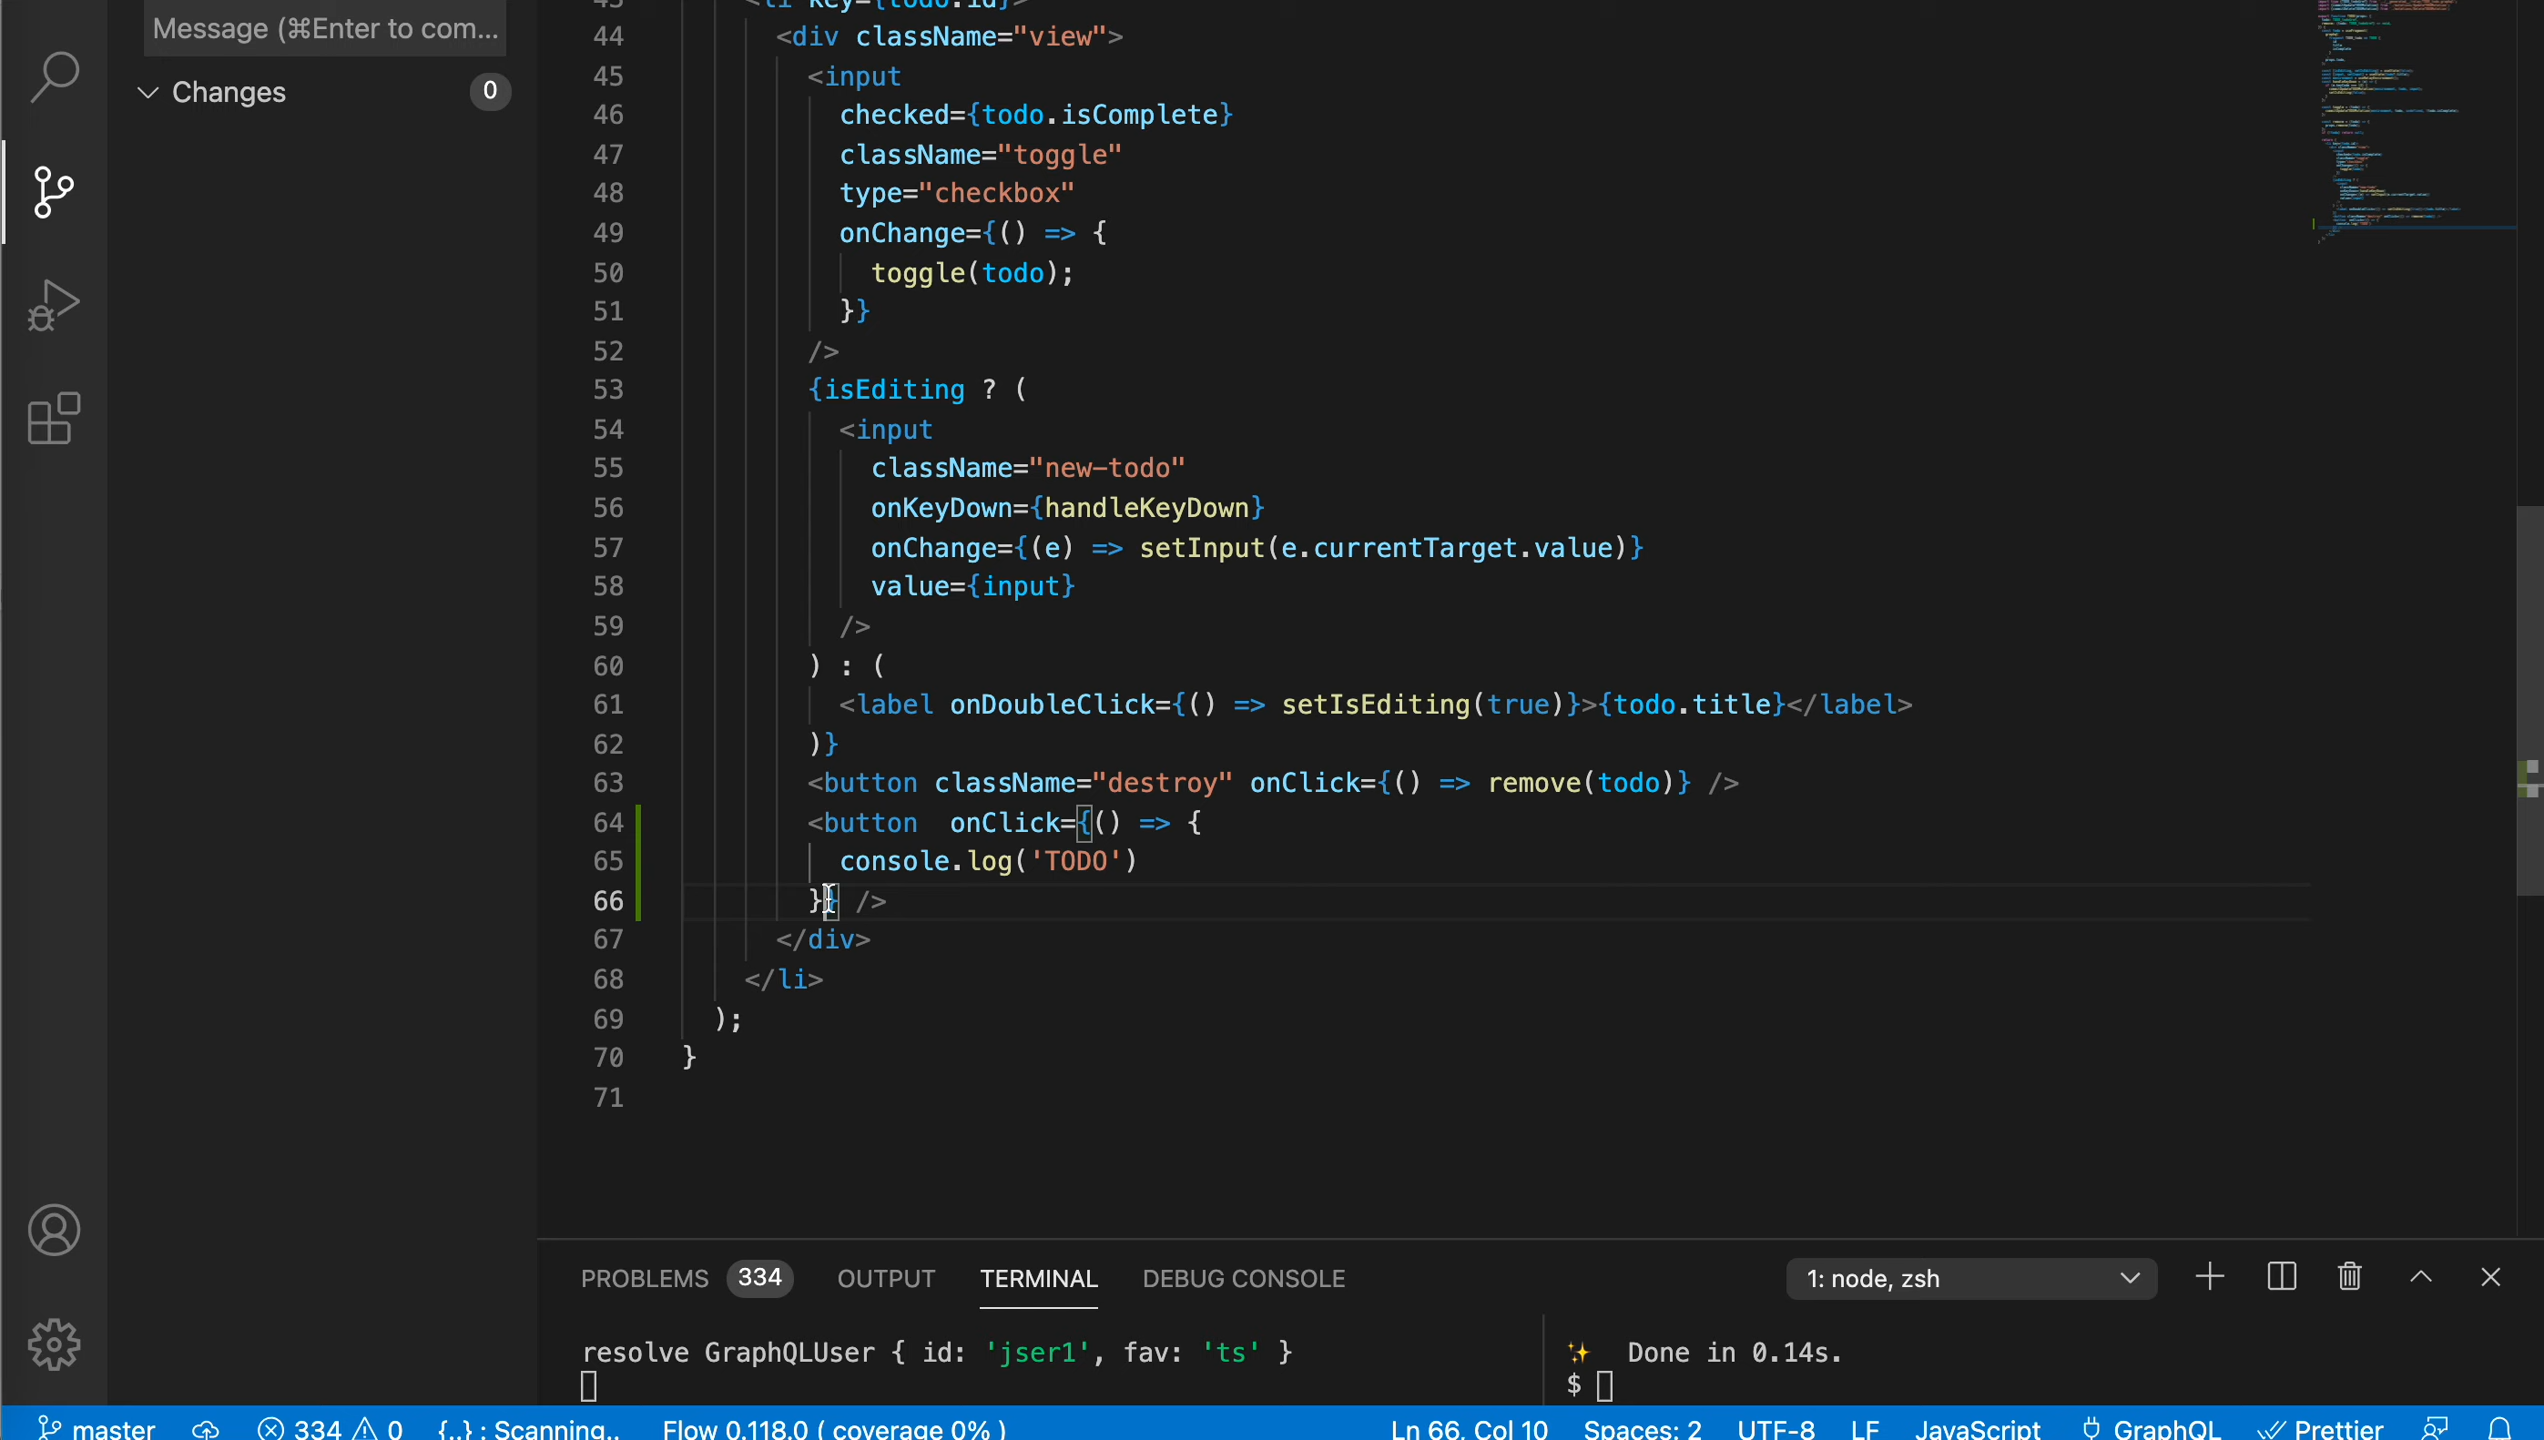 Message (⌘Enter to com...
Changes 0
43 <li key={todo.id}>
44 <div className="view">
45 <input
46 checked={todo.isComplete}
47 className="toggle"
48 type="checkbox"
49 onChange={() => {
50 toggle(todo);
51 }}
52 />
53 {isEditing ? (
54 <input
55 className="new-todo"
56 onKeyDown={handleKeyDown}
57 onChange={(e) => setInput(e.currentTarget.value)}
58 value={input}
59 />
60 ) : (
61 <label onDoubleClick={() => setIsEditing(true)}>{todo.title}</label>
62 )}
63 <button className="destroy" onClick={() => remove(todo)} />
64 <button  onClick={() => {
65 console.log('TODO')
66 }} />
67 </div>
68 </li>
69 );
70 }
71
PROBLEMS 334 OUTPUT TERMINAL DEBUG CONSOLE 1: node, zsh
resolve GraphQLUser { id: 'jser1', fav: 'ts' }
✨ Done in 0.14s.
$
master 334 0 {..} : Scanning.. Flow 0.118.0 ( coverage 0% ) Ln 66, Col 10 Spaces: 2 UTF-8 LF JavaScript GraphQL Prettier